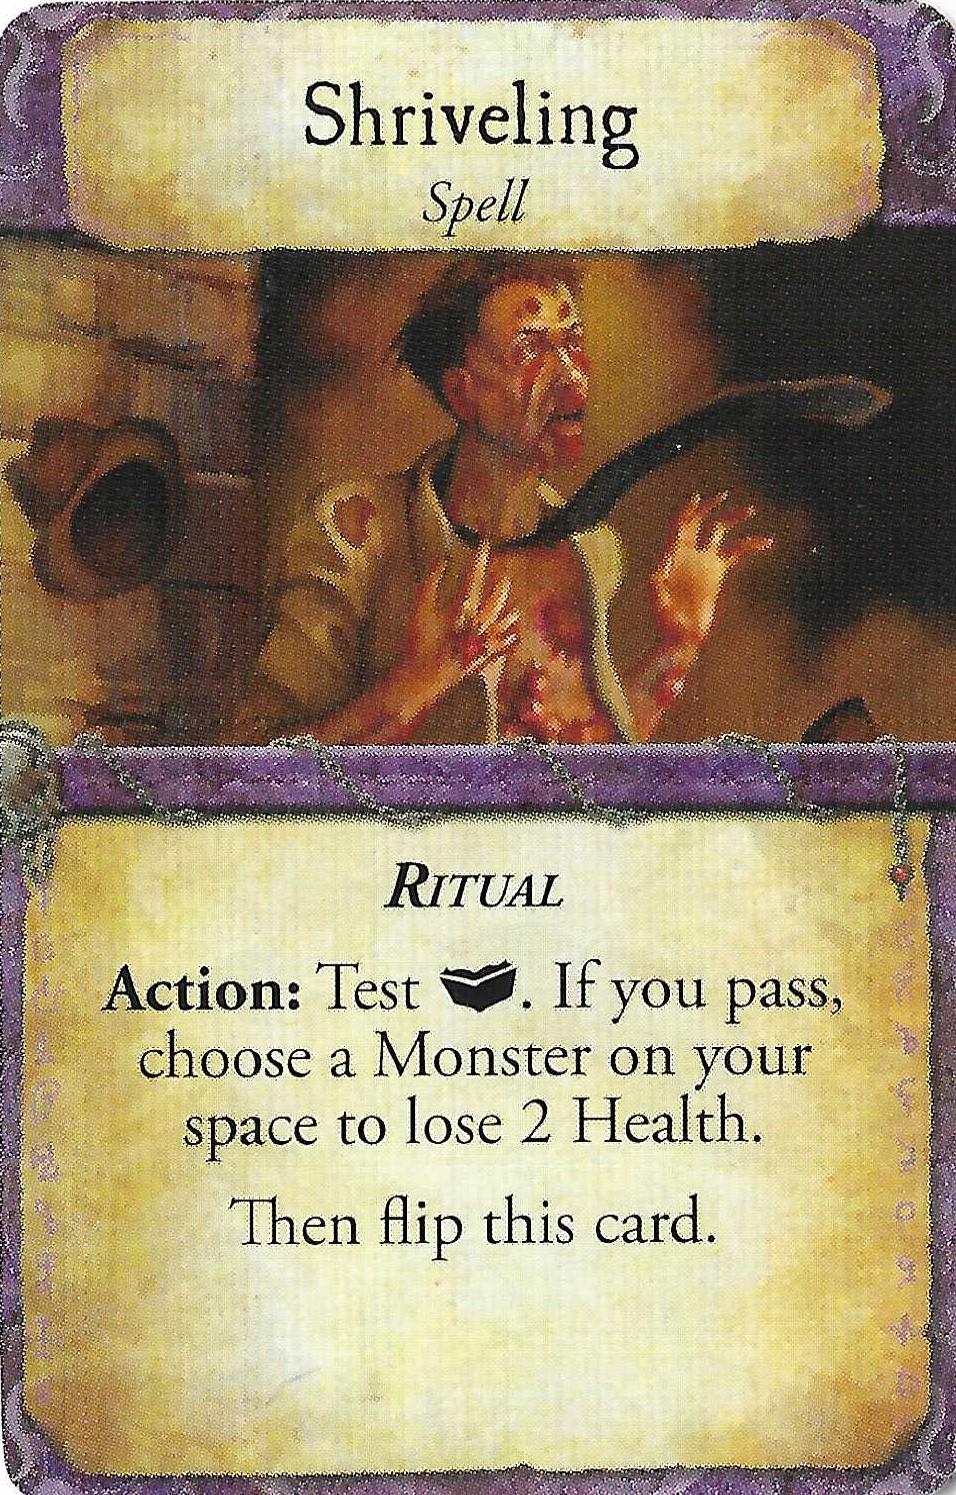 Shriveling
Spell
RITUAL
Action: Test . If you pass,
choose a Monster on your
space to lose 2 Health.
Then flip this card.